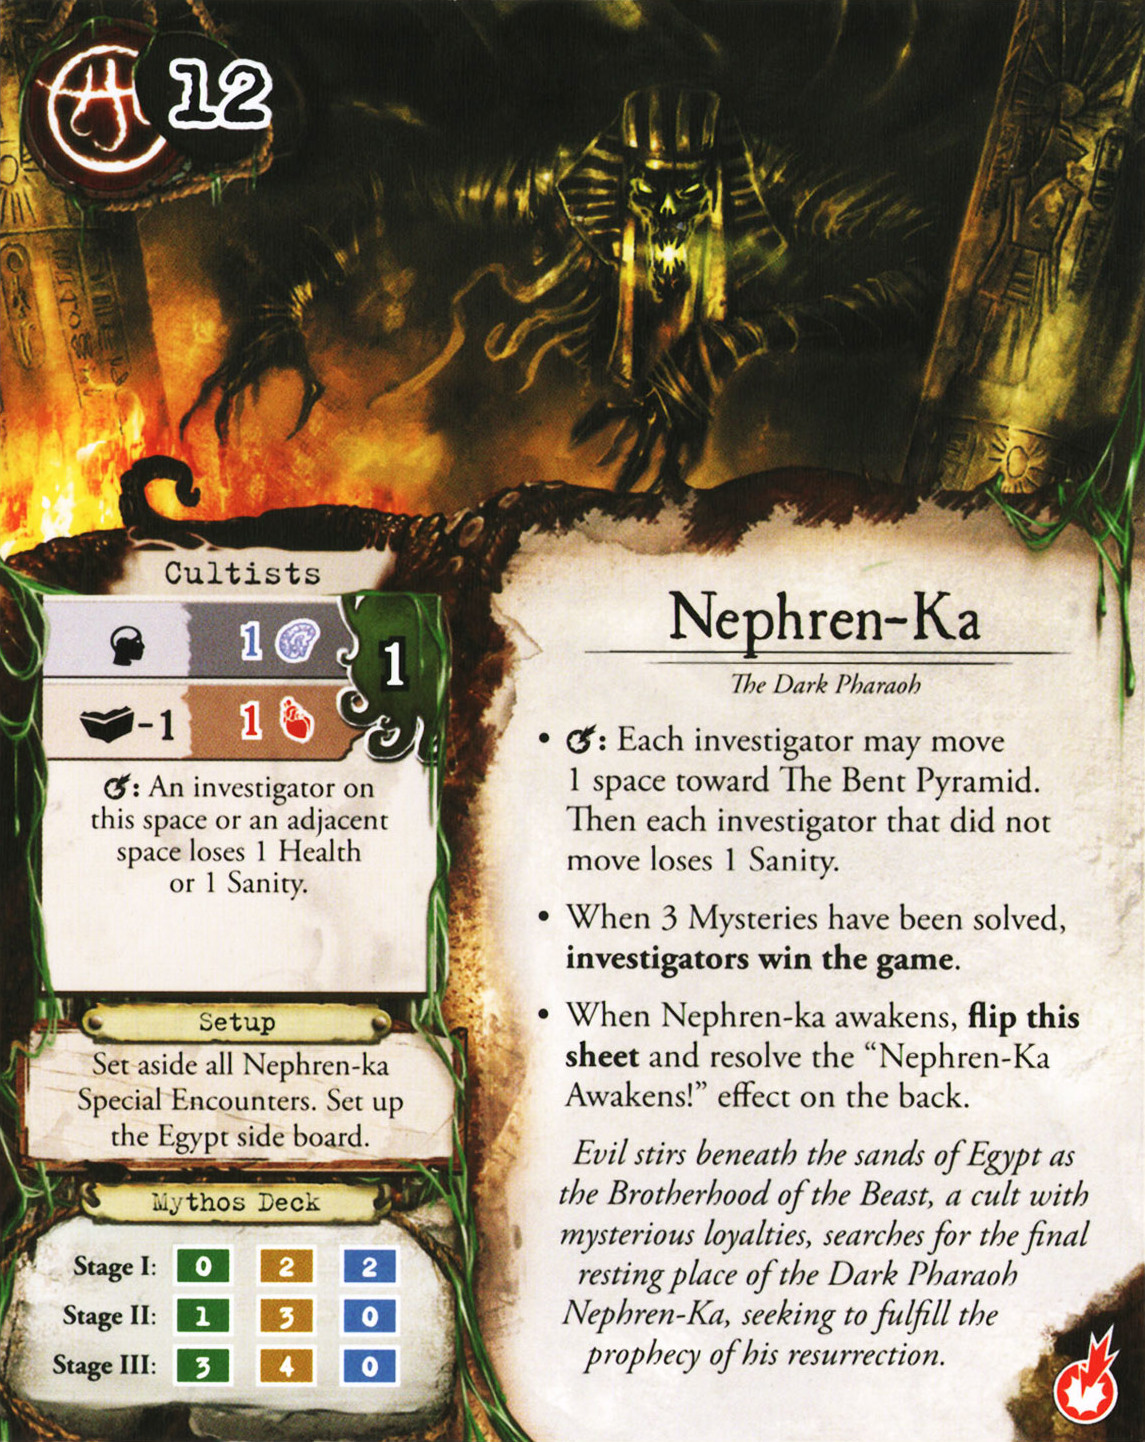 12
Cultists
1
-1 1
1
: An investigator on
this space or an adjacent
space loses 1 Health
or 1 Sanity.
Setup
Set aside all Nephren-ka
Special Encounters. Set up
the Egypt side board.
Mythos Deck
Stage I: 0 2 2
Stage II: 1 3 0
Stage III: 3 4 0
Nephren-Ka
The Dark Pharaoh
• : Each investigator may move
1 space toward The Bent Pyramid.
Then each investigator that did not
move loses 1 Sanity.
• When 3 Mysteries have been solved,
investigators win the game.
• When Nephren-ka awakens, flip this
sheet and resolve the “Nephren-Ka
Awakens!” effect on the back.
Evil stirs beneath the sands of Egypt as
the Brotherhood of the Beast, a cult with
mysterious loyalties, searches for the final
resting place of the Dark Pharaoh
Nephren-Ka, seeking to fulfill the
prophecy of his resurrection.